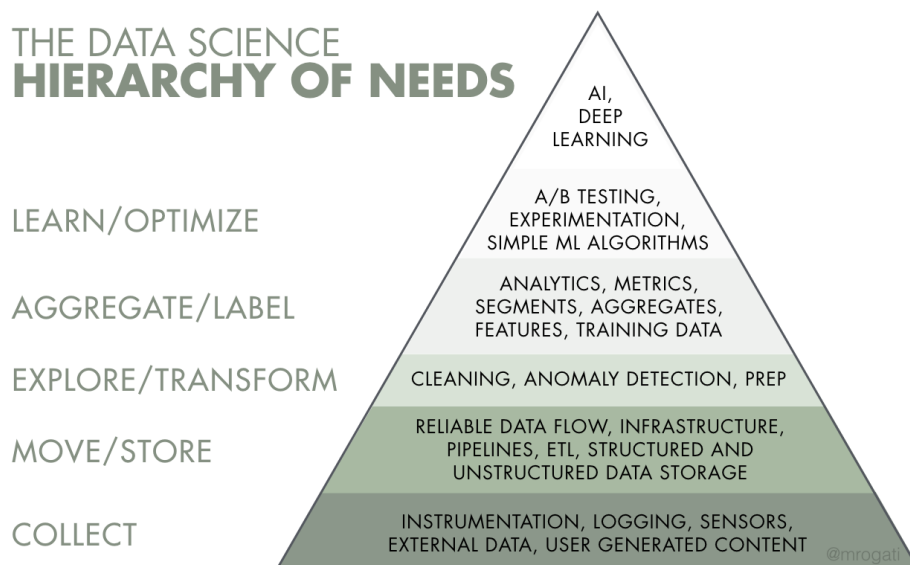 THE DATA SCIENCE
HIERARCHY OF NEEDS
AI,
DEEP
LEARNING
LEARN/OPTIMIZE
A/B TESTING,
EXPERIMENTATION,
SIMPLE ML ALGORITHMS
AGGREGATE/LABEL
ANALYTICS, METRICS,
SEGMENTS, AGGREGATES,
FEATURES, TRAINING DATA
EXPLORE/TRANSFORM
CLEANING, ANOMALY DETECTION, PREP
MOVE/STORE
RELIABLE DATA FLOW, INFRASTRUCTURE,
PIPELINES, ETL, STRUCTURED AND
UNSTRUCTURED DATA STORAGE
COLLECT
INSTRUMENTATION, LOGGING, SENSORS,
EXTERNAL DATA, USER GENERATED CONTENT
@mrogati